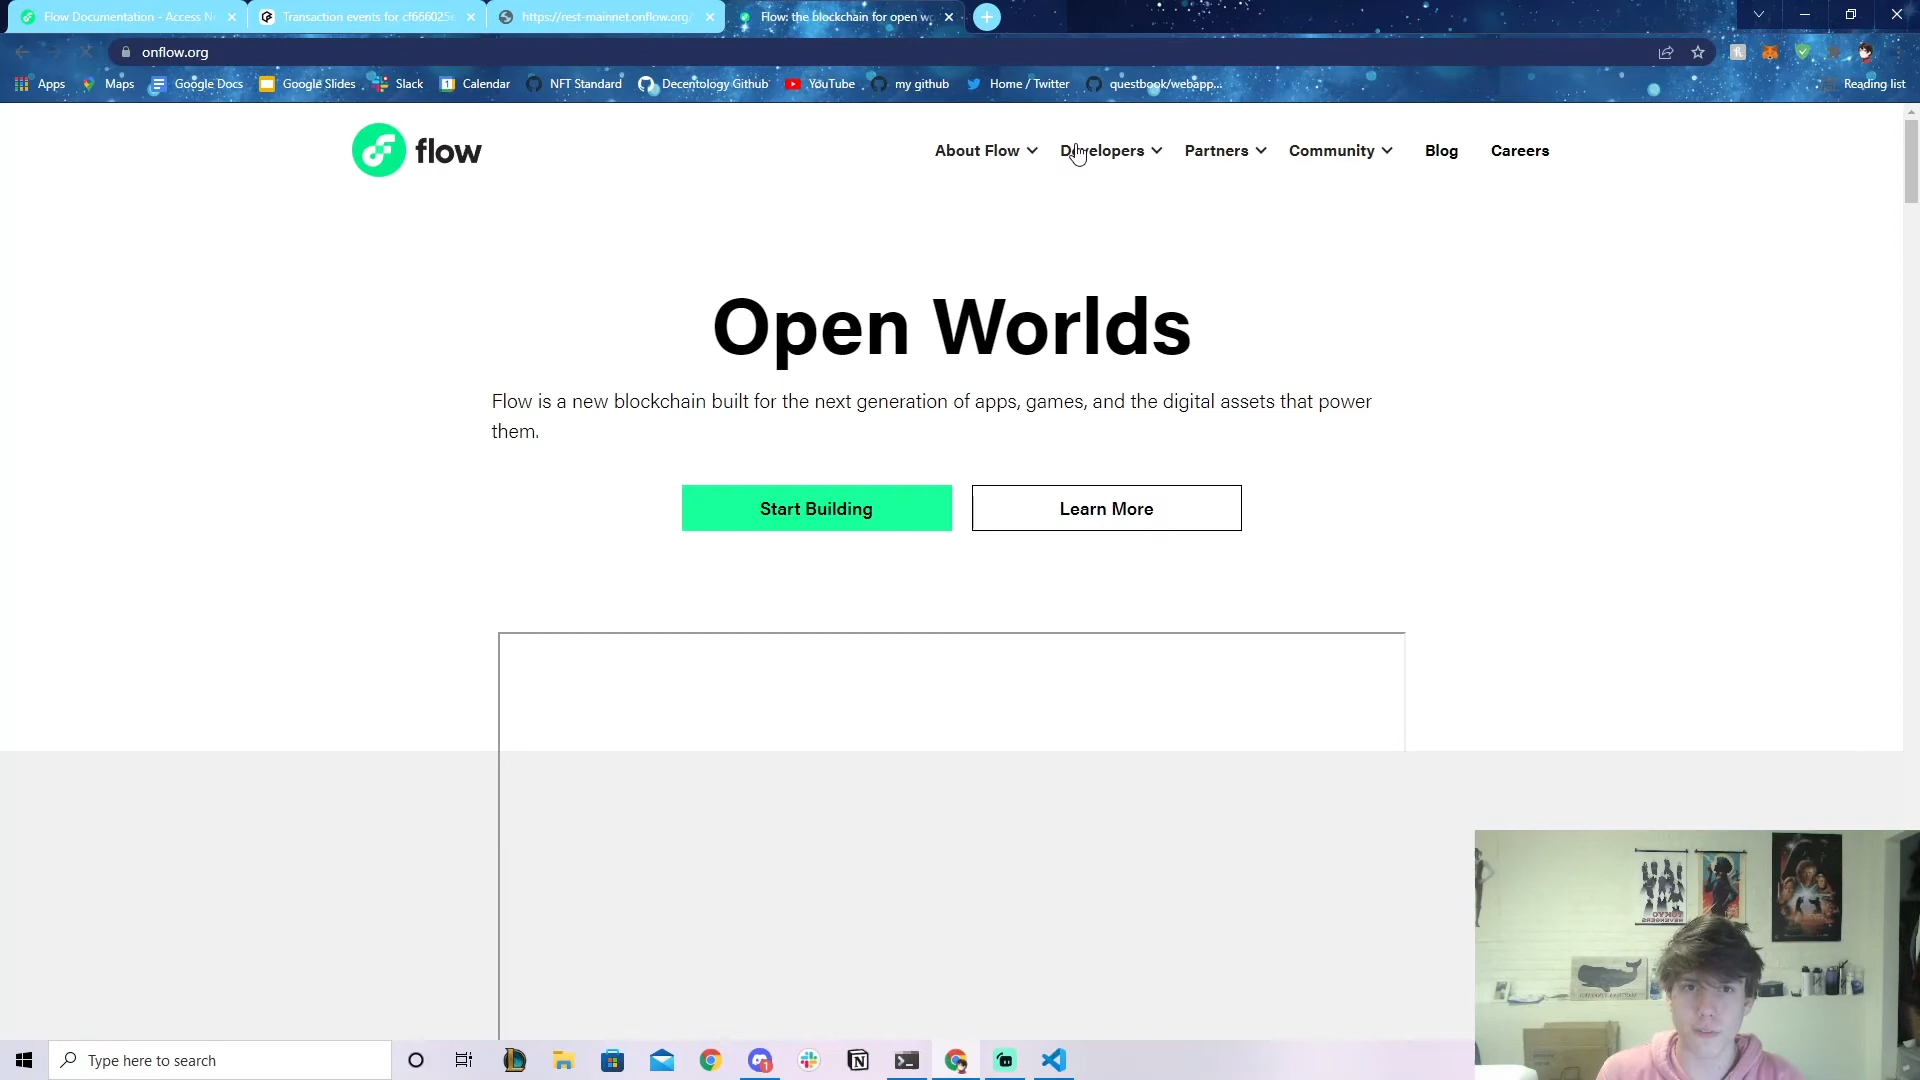 Flow Documentation - Access N
Transaction events for cf666025
https://rest-mainnet.onflow.org/
Flow: the blockchain for open wo
onflow.org
Apps
Maps
Google Docs
Google Slides
Slack
Calendar
NFT Standard
Decentology Github
YouTube
my github
Home / Twitter
questbook/webapp...
Reading list
flow
About Flow
Developers
Partners
Community
Blog
Careers
Open Worlds
Flow is a new blockchain built for the next generation of apps, games, and the digital assets that power
them.
Start Building
Learn More
Type here to search
1